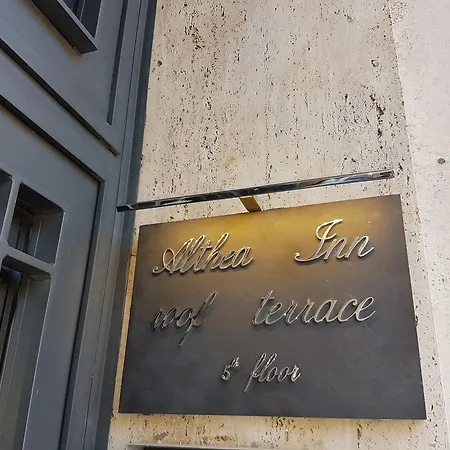 Althea Inn
roof terrace
5th floor